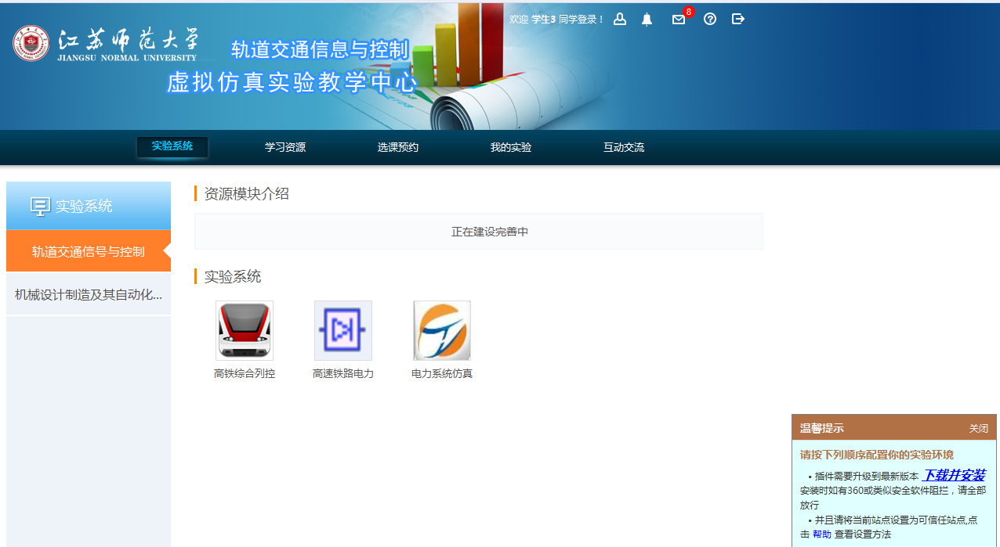 欢迎 学生3 同学登录！
8
江苏师范大学
JIANGSU NORMAL UNIVERSITY
轨道交通信息与控制
虚拟仿真实验教学中心
实验系统 学习资源 选课预约 我的实验 互动交流
实验系统
轨道交通信号与控制
机械设计制造及其自动化...
资源模块介绍
正在建设完善中
实验系统
高铁综合列控 高速铁路电力 电力系统仿真
温馨提示 关闭
请按下列顺序配置你的实验环境
• 插件需要升级到最新版本 下载并安装
安装时如有360或类似安全软件阻拦，请全部
放行
• 并且请将当前站点设置为可信任站点,点
击 帮助 查看设置方法